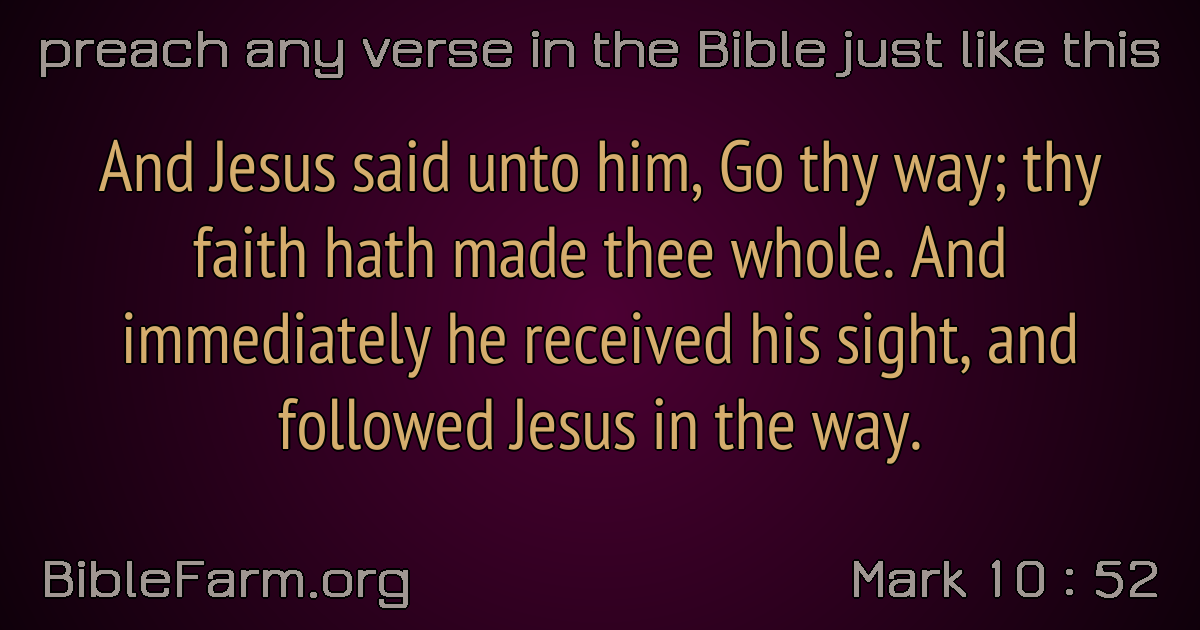 preach any verse in the Bible just like this
And Jesus said unto him, Go thy way; thy
faith hath made thee whole. And
immediately he received his sight, and
followed Jesus in the way.
BibleFarm.org
Mark 10 : 52